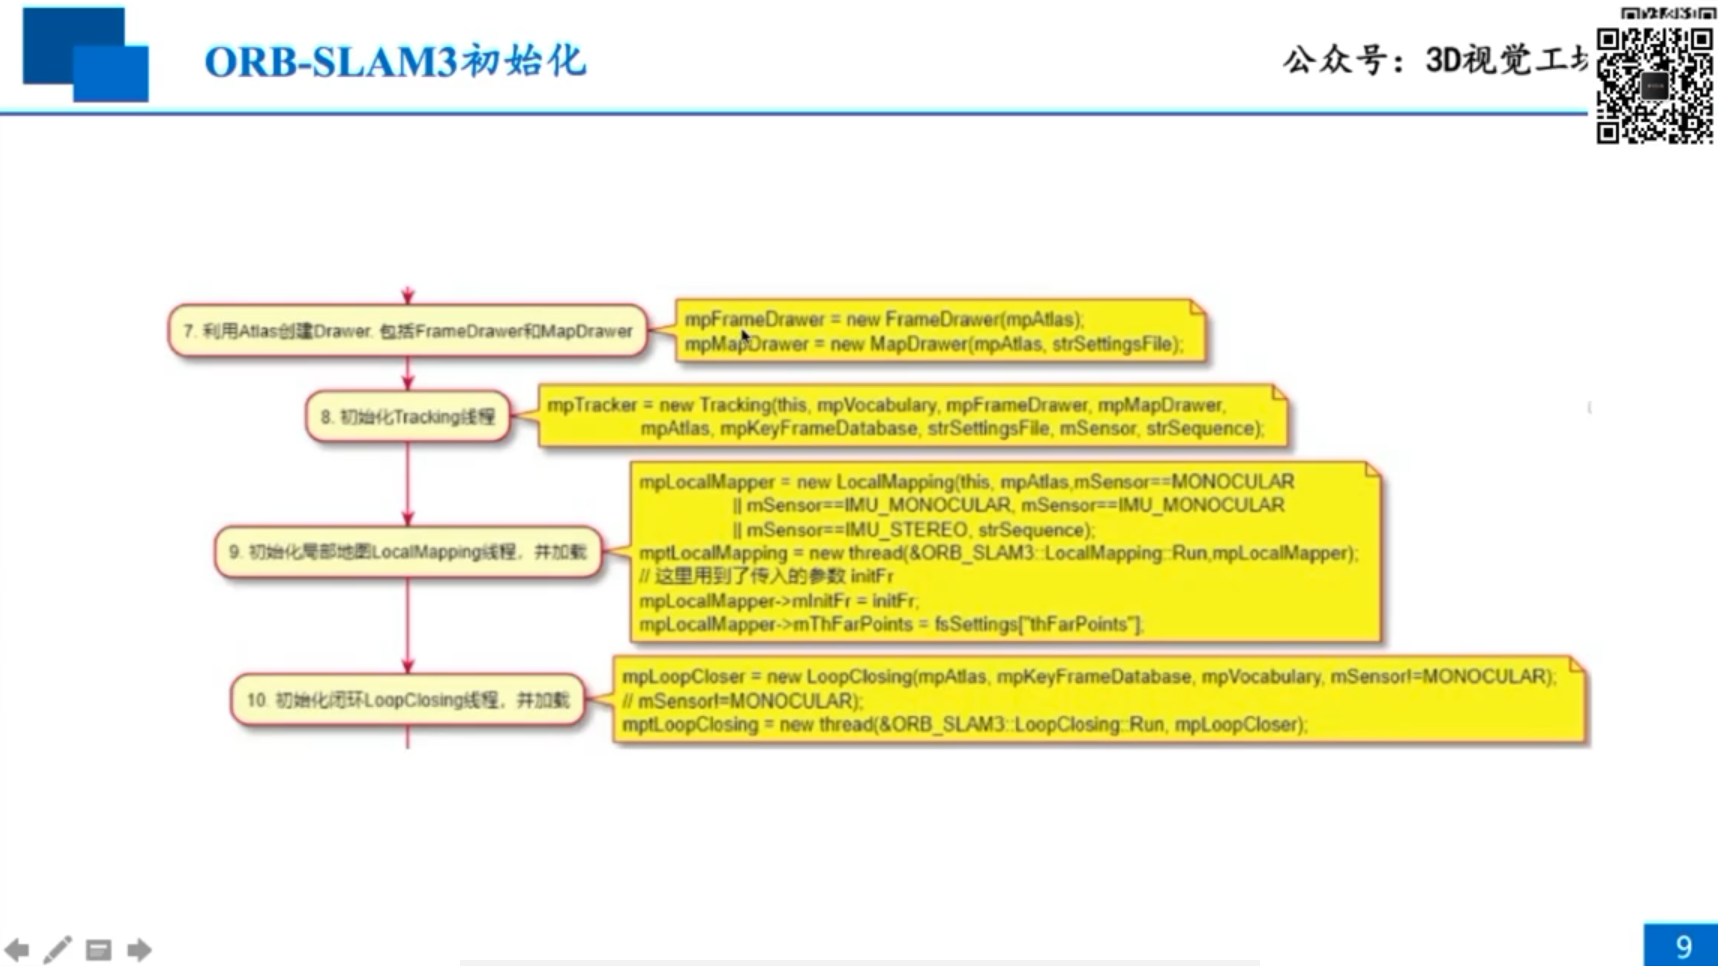 ORB-SLAM3初始化
公众号：3D视觉工
7. 利用Atlas创建Drawer. 包括FrameDrawer和MapDrawer
mpFrameDrawer = new FrameDrawer(mpAtlas);
mpMapDrawer = new MapDrawer(mpAtlas, strSettingsFile);
8. 初始化Tracking线程
mpTracker = new Tracking(this, mpVocabulary, mpFrameDrawer, mpMapDrawer,
mpAtlas, mpKeyFrameDatabase, strSettingsFile, mSensor, strSequence);
9. 初始化局部地图LocalMapping线程，并加载
mpLocalMapper = new LocalMapping(this, mpAtlas,mSensor==MONOCULAR
|| mSensor==IMU_MONOCULAR, mSensor==IMU_MONOCULAR
|| mSensor==IMU_STEREO, strSequence);
mptLocalMapping = new thread(&ORB_SLAM3::LocalMapping::Run,mpLocalMapper);
// 这里用到了传入的参数 initFr
mpLocalMapper->mInitFr = initFr;
mpLocalMapper->mThFarPoints = fsSettings["thFarPoints"];
10. 初始化闭环LoopClosing线程，并加载
mpLoopCloser = new LoopClosing(mpAtlas, mpKeyFrameDatabase, mpVocabulary, mSensor!=MONOCULAR);
// mSensor!=MONOCULAR);
mptLoopClosing = new thread(&ORB_SLAM3::LoopClosing::Run, mpLoopCloser);
9